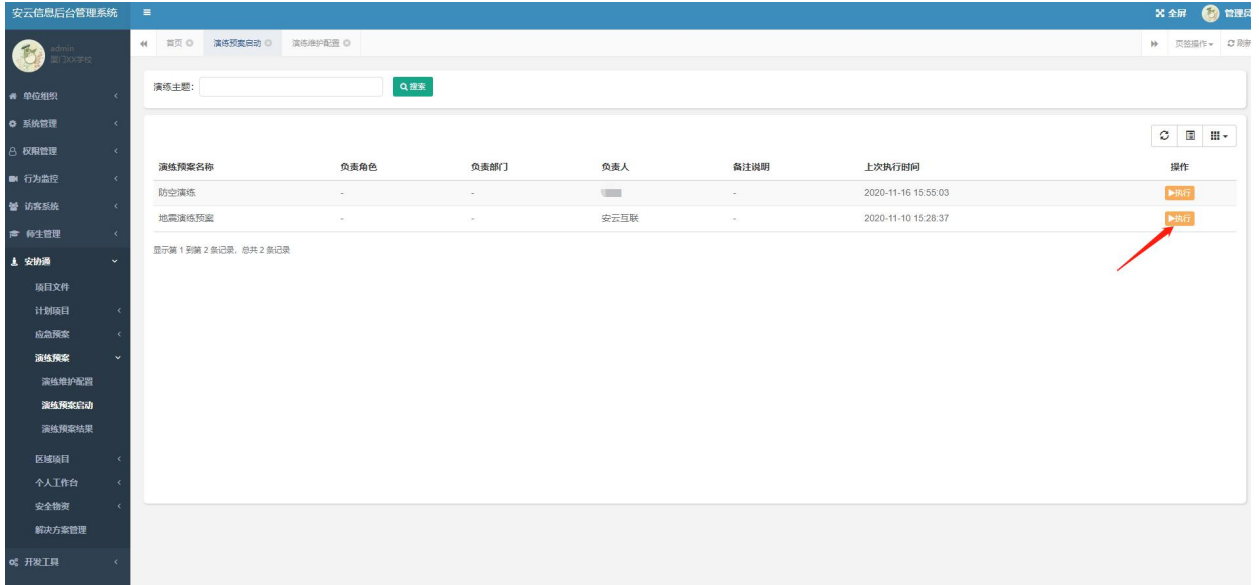 安云信息后台管理系统
全屏 管理员
admin
厦门XX学校
首页 演练预案启动 演练维护配置
页签操作 刷新
演练主题：
搜索
单位组织
系统管理
权限管理
行为监控
访客系统
师生管理
安协通
项目文件
计划项目
应急预案
演练预案
演练维护配置
演练预案启动
演练预案结果
区域项目
个人工作台
安全物资
解决方案管理
开发工具
演练预案名称 负责角色 负责部门 负责人 备注说明 上次执行时间 操作
防空演练 - - - 2020-11-16 15:55:03 执行
地震演练预案 - - 安云互联 - 2020-11-10 15:28:37 执行
显示第 1 到第 2 条记录，总共 2 条记录